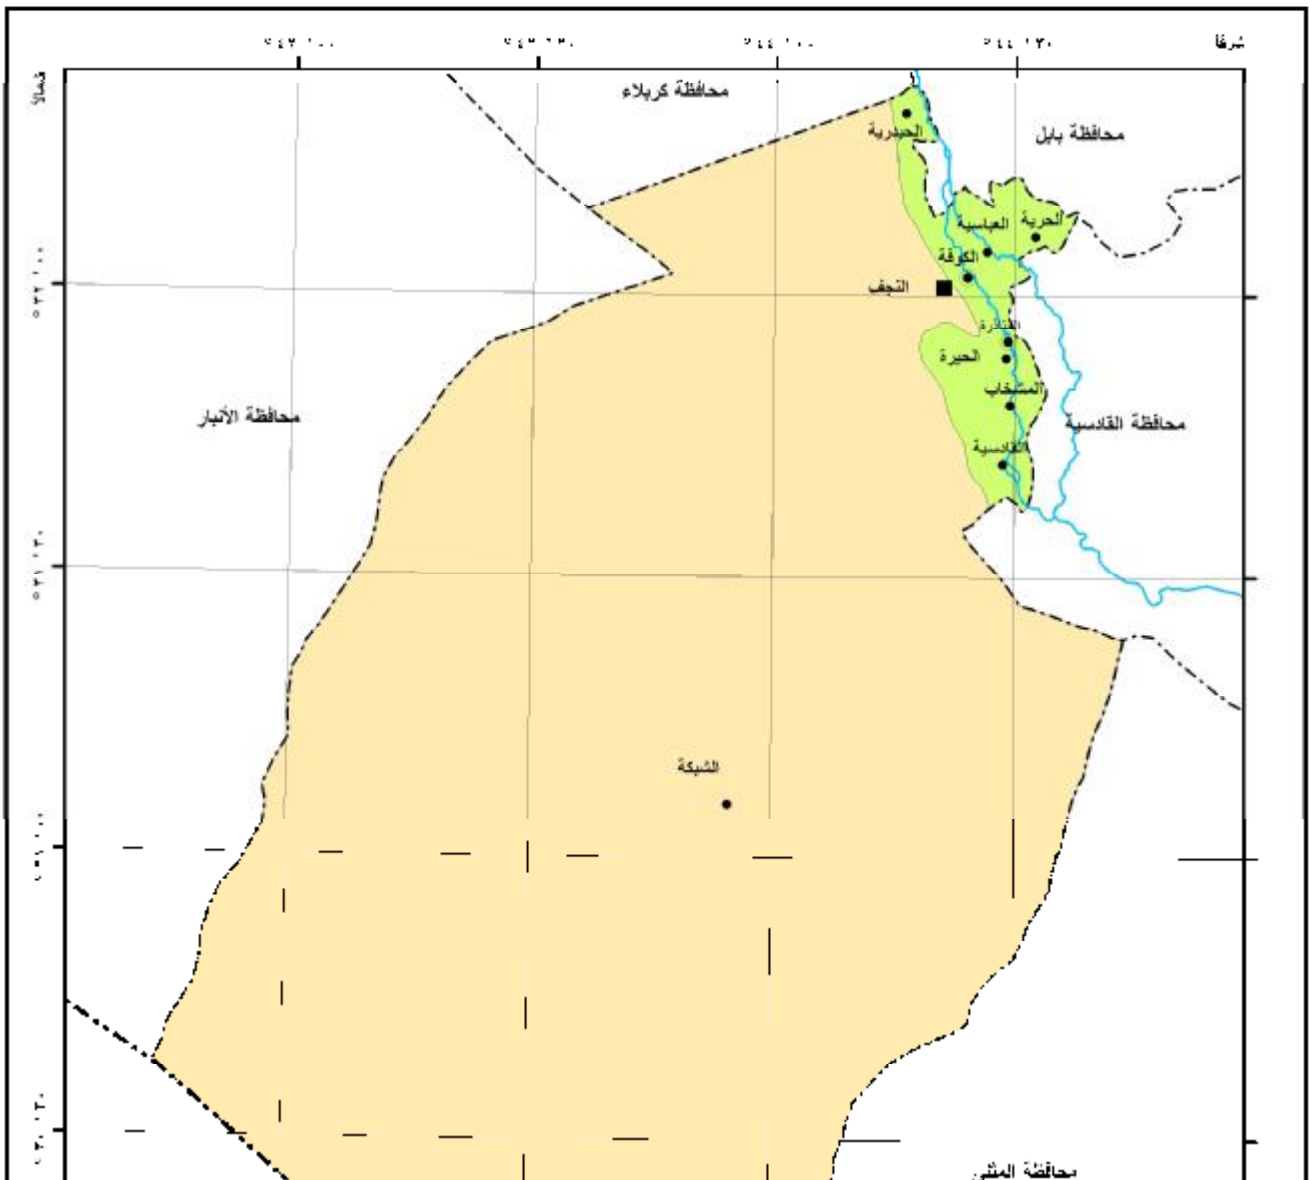 شرقا
شمالاً
محافظة كربلاء
محافظة بابل
الحيدرية
الحرية
العباسية
الكوفة
النجف
المناذرة
الحيرة
المشخاب
محافظة الأنبار
محافظة القادسية
القادسية
الشبكة
محافظة المثنى